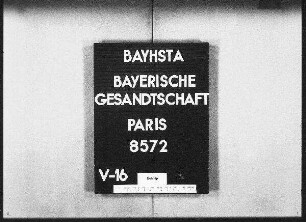 BAYHSTA
BAYERISCHE
GESANDTSCHAFT
PARIS
8572
V-16